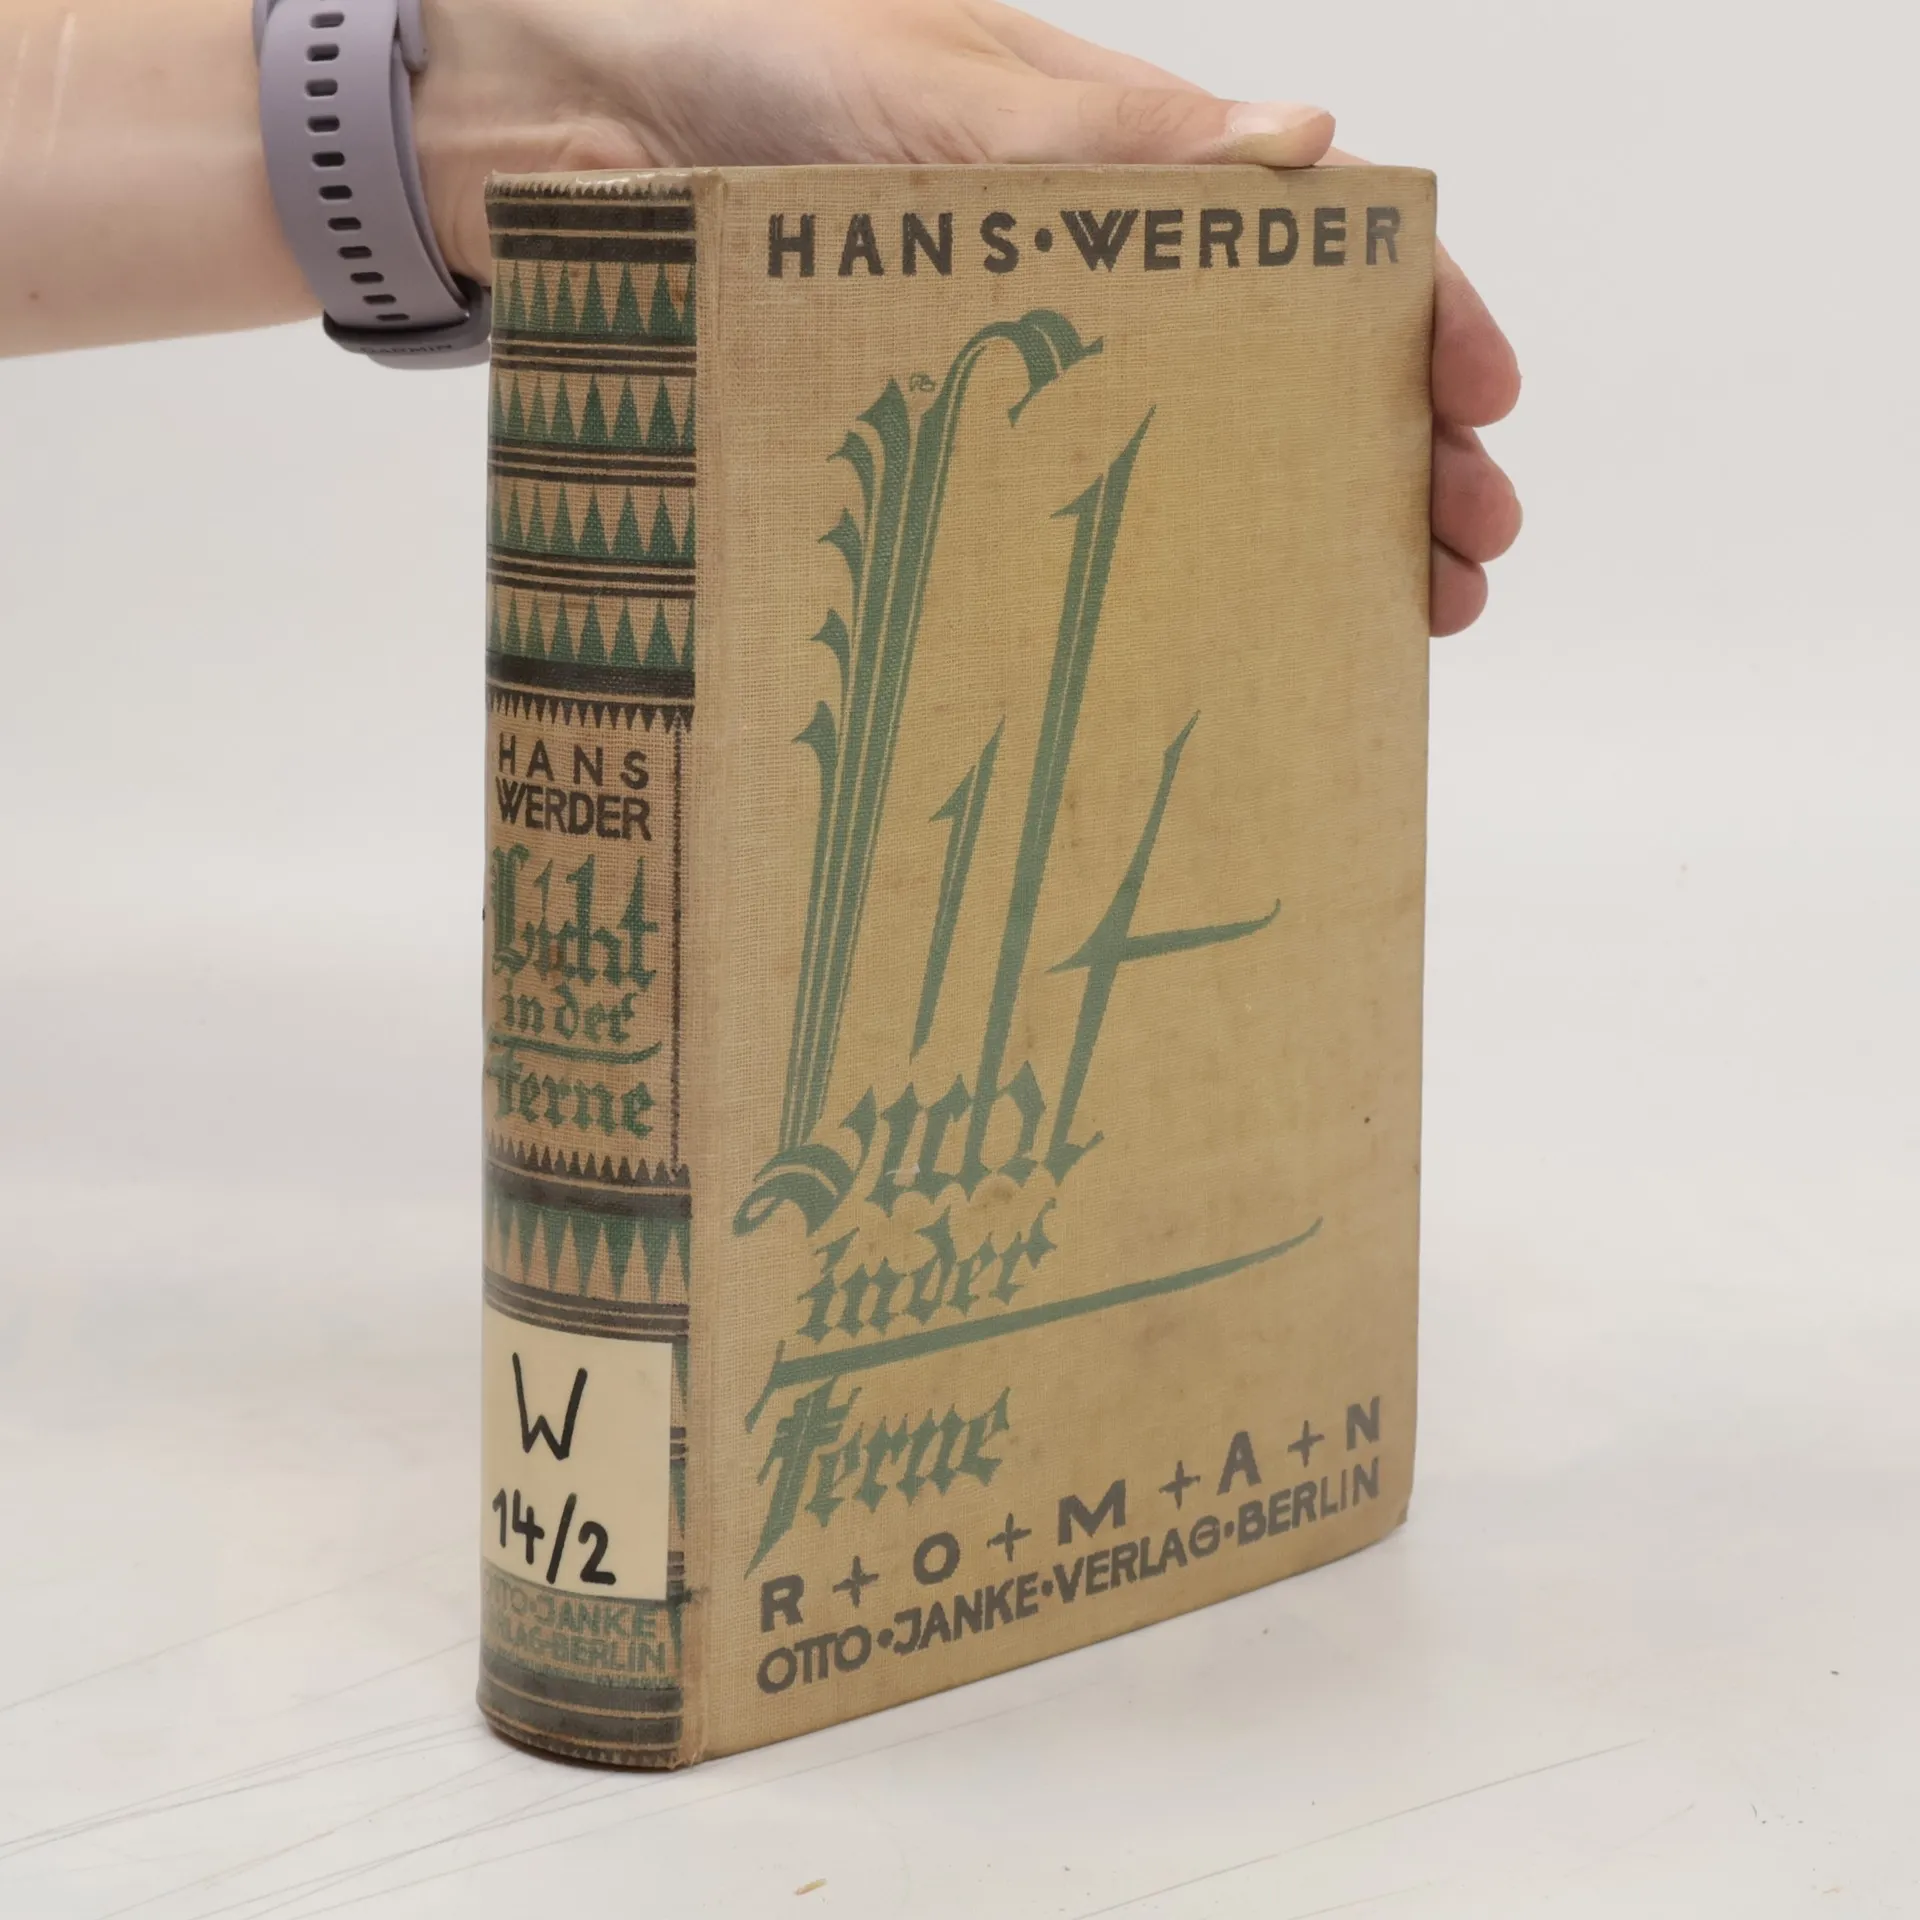 HANS•WERDER
Licht
in der
Ferne
R+O+M+A+N
OTTO•JANKE•VERLAG•BERLIN
HANS
WERDER
Licht
in der
Ferne
W
14/2
OTTO•JANKE
VERLAG•BERLIN
GARMIN